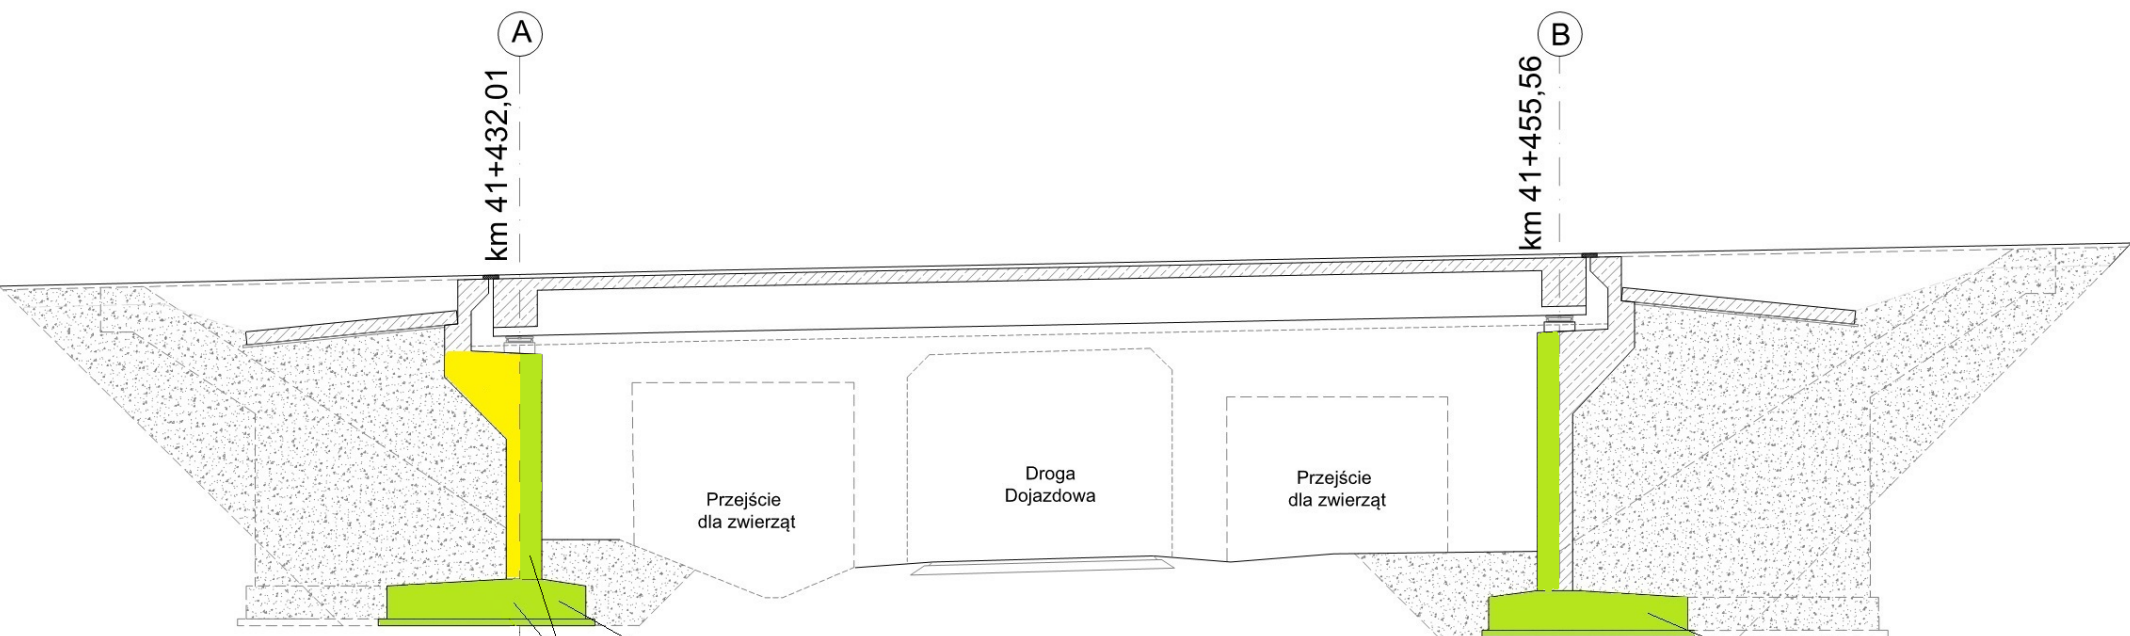 A
B
km 41+432,01
km 41+455,56
Przejście
dla zwierząt
Droga
Dojazdowa
Przejście
dla zwierząt